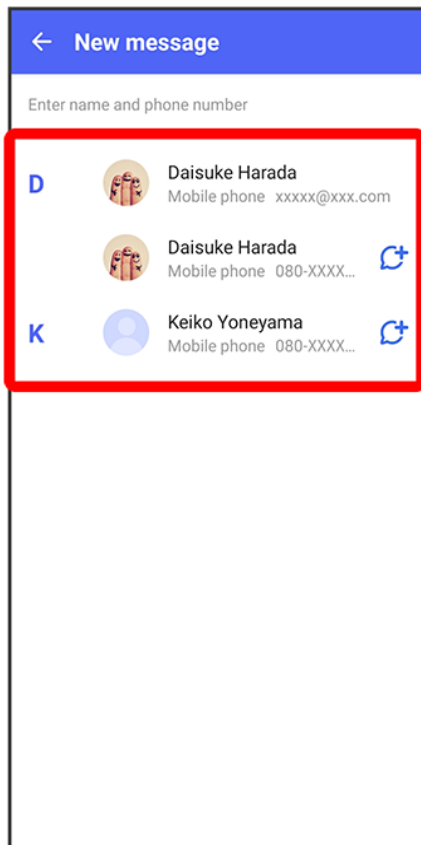 New message
Enter name and phone number
D
Daisuke Harada
Mobile phone xxxxx@xxx.com
Daisuke Harada
Mobile phone 080-XXXX...
K
Keiko Yoneyama
Mobile phone 080-XXXX...